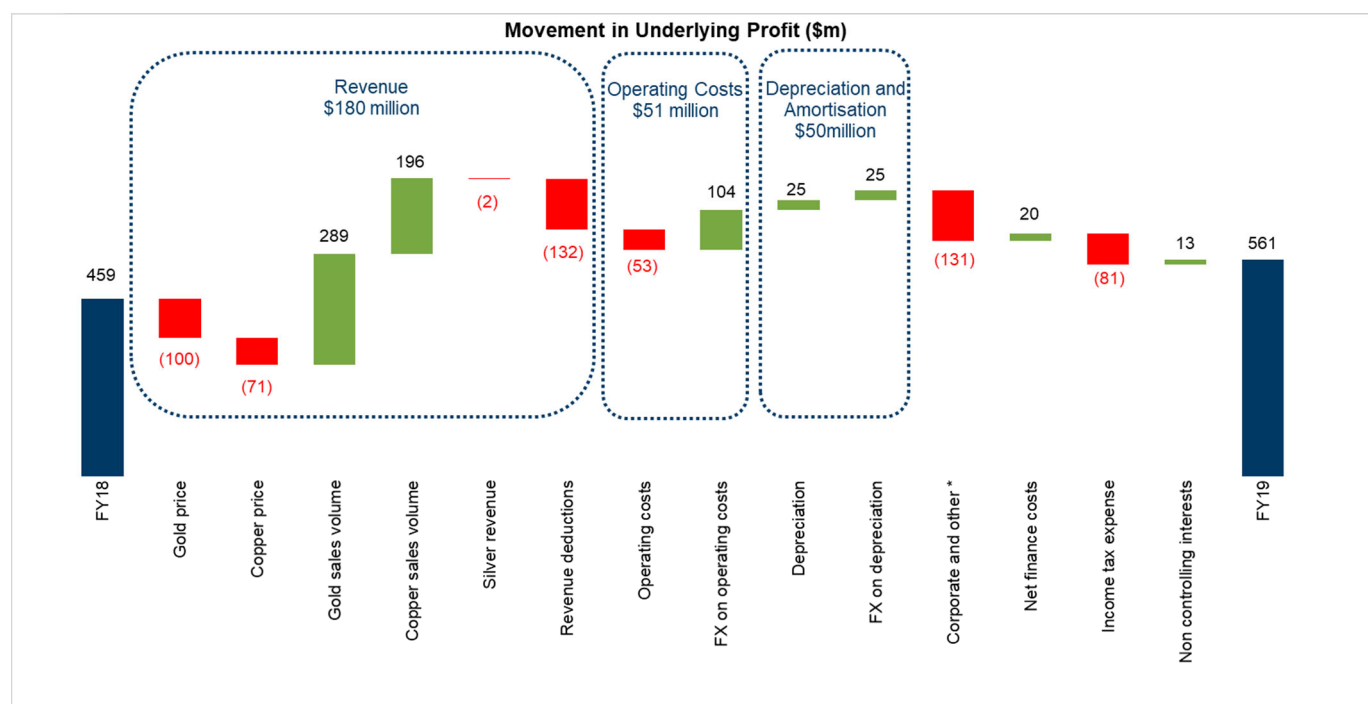 Movement in Underlying Profit ($m)
Revenue
$180 million
Operating Costs
$51 million
Depreciation and
Amortisation
$50million
459
(100)
(71)
289
196
(2)
(132)
(53)
104
25
25
(131)
20
(81)
13
561
FY18
Gold price
Copper price
Gold sales volume
Copper sales volume
Silver revenue
Revenue deductions
Operating costs
FX on operating costs
Depreciation
FX on depreciation
Corporate and other *
Net finance costs
Income tax expense
Non controlling interests
FY19